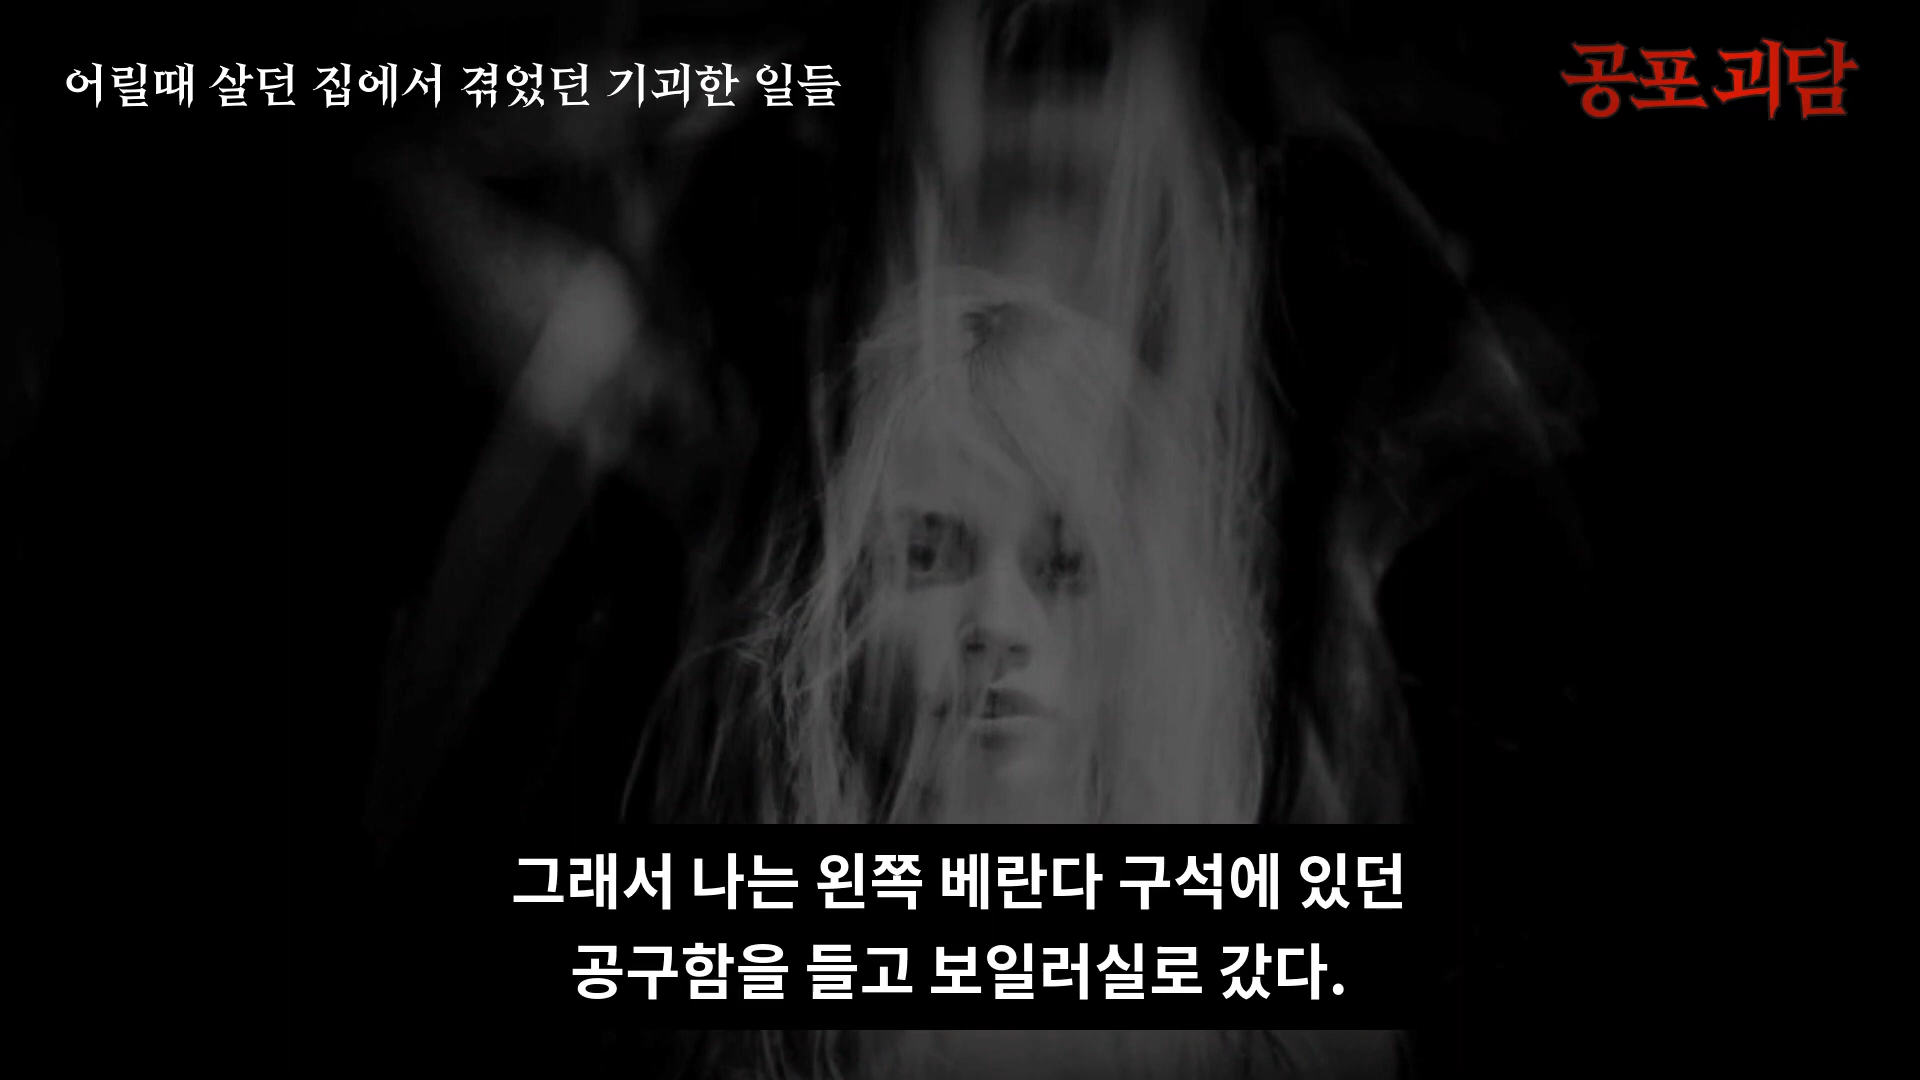 어릴때 살던 집에서 겪었던 기괴한 일들
공포 괴담
그래서 나는 왼쪽 베란다 구석에 있던
공구함을 들고 보일러실로 갔다.